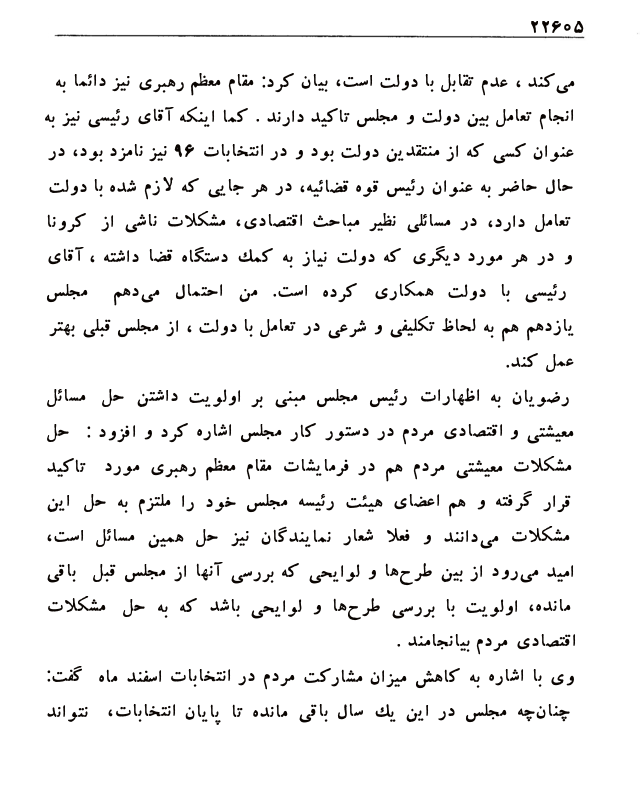 ۲۲۶۰۵
می‌کند ، عدم تقابل با دولت است، بیان کرد: مقام معظم رهبری نیز دائما به
انجام تعامل بین دولت و مجلس تاکید دارند . کما اینکه آقای رئیسی نیز به
عنوان کسی که از منتقدین دولت بود و در انتخابات ۹۶ نیز نامزد بود، در
حال حاضر به عنوان رئیس قوه قضائیه، در هر جایی که لازم شده با دولت
تعامل دارد، در مسائلی نظیر مباحث اقتصادی، مشکلات ناشی از کرونا
و در هر مورد دیگری که دولت نیاز به کمك دستگاه قضا داشته ، آقای
رئیسی با دولت همکاری کرده است. من احتمال می‌دهم مجلس
یازدهم هم به لحاظ تکلیفی و شرعی در تعامل با دولت ، از مجلس قبلی بهتر
عمل کند.
رضویان به اظهارات رئیس مجلس مبنی بر اولویت داشتن حل مسائل
معیشتی و اقتصادی مردم در دستور کار مجلس اشاره کرد و افزود : حل
مشکلات معیشتی مردم هم در فرمایشات مقام معظم رهبری مورد تاکید
قرار گرفته و هم اعضای هیئت رئیسه مجلس خود را ملتزم به حل این
مشکلات می‌دانند و فعلا شعار نمایندگان نیز حل همین مسائل است،
امید می‌رود از بین طرح‌ها و لوایحی که بررسی آنها از مجلس قبل باقی
مانده، اولویت با بررسی طرح‌ها و لوایحی باشد که به حل مشکلات
اقتصادی مردم بیانجامند .
وی با اشاره به کاهش میزان مشارکت مردم در انتخابات اسفند ماه گفت:
چنان‌چه مجلس در این یك سال باقی مانده تا پایان انتخابات، نتواند